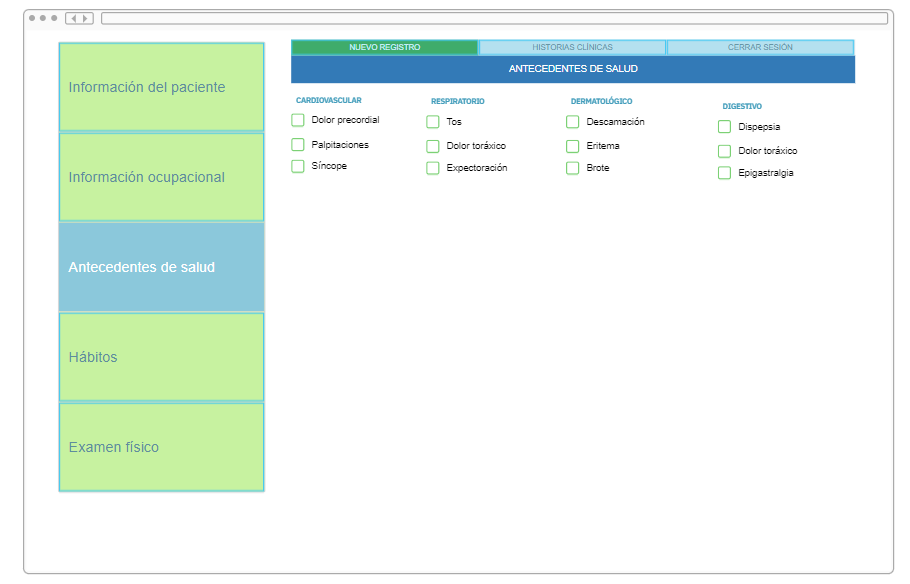 NUEVO REGISTRO
HISTORIAS CLÍNICAS
CERRAR SESIÓN
ANTECEDENTES DE SALUD
Información del paciente
Información ocupacional
Antecedentes de salud
Hábitos
Examen físico
CARDIOVASCULAR
Dolor precordial
Palpitaciones
Síncope
RESPIRATORIO
Tos
Dolor toráxico
Expectoración
DERMATOLÓGICO
Descamación
Eritema
Brote
DIGESTIVO
Dispepsia
Dolor toráxico
Epigastralgia